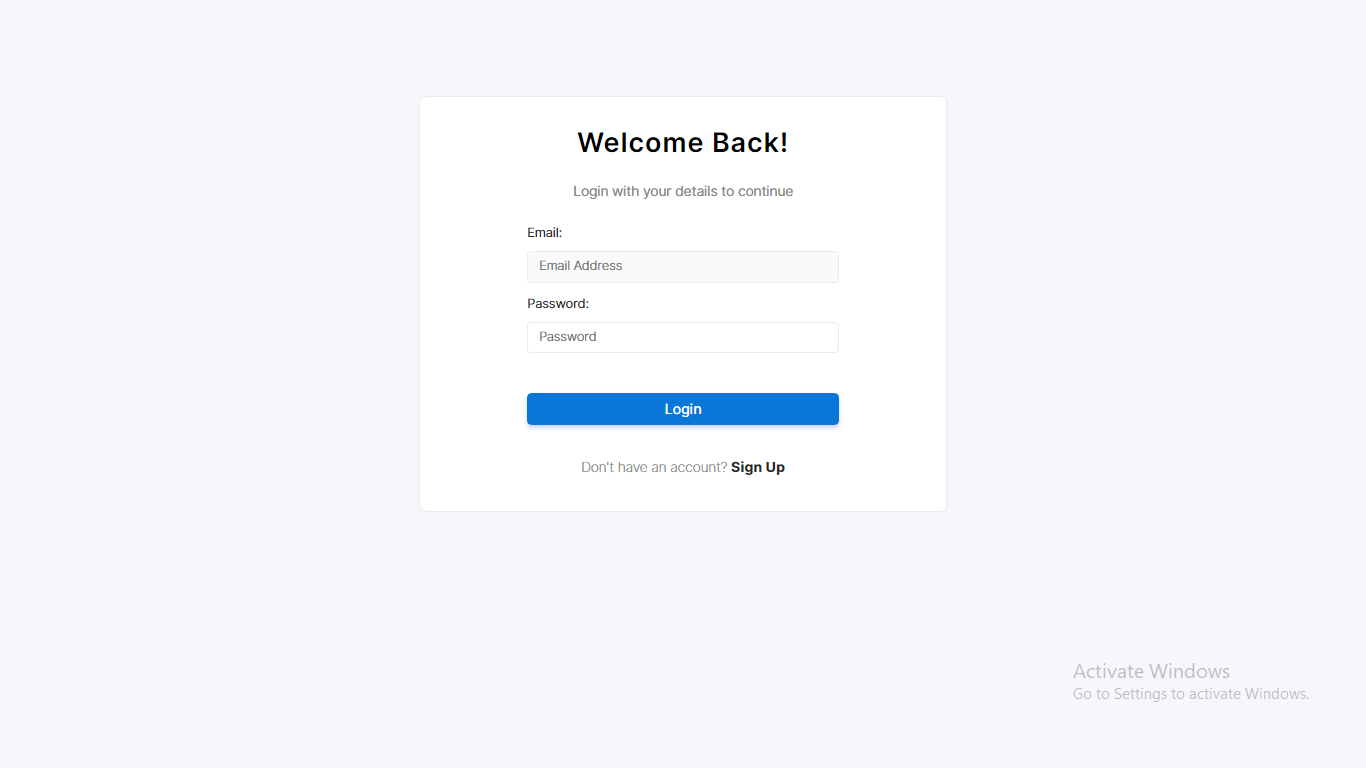 Welcome Back!
Login with your details to continue
Email:
Email Address
Password:
Password
Login
Don't have an account? Sign Up
Activate Windows
Go to Settings to activate Windows.